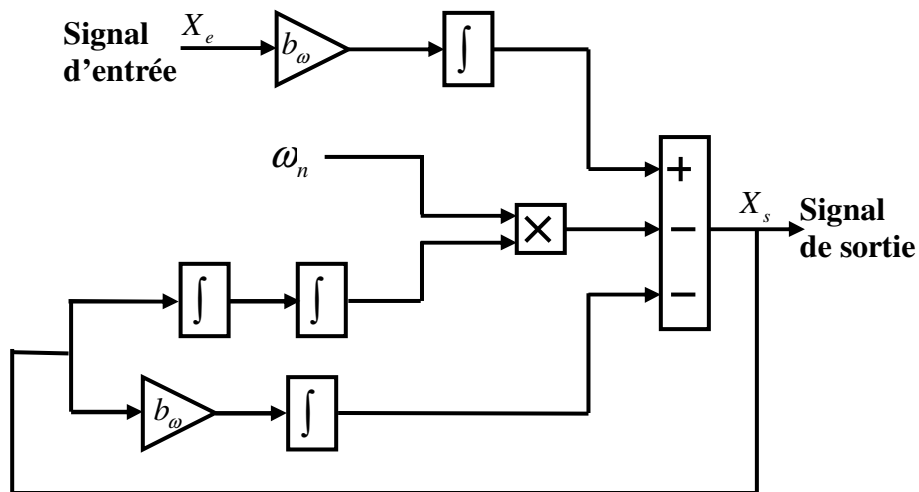 Signal
d'entrée
X_e
b_ω
∫
ω_n
×
+
−
−
X_s
Signal
de sortie
∫
∫
b_ω
∫